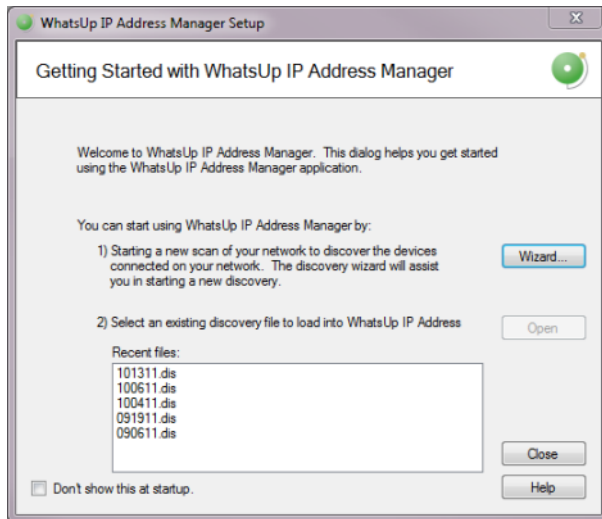 WhatsUp IP Address Manager Setup
Getting Started with WhatsUp IP Address Manager
Welcome to WhatsUp IP Address Manager. This dialog helps you get started
using the WhatsUp IP Address Manager application.
You can start using WhatsUp IP Address Manager by:
1) Starting a new scan of your network to discover the devices
connected on your network. The discovery wizard will assist
you in starting a new discovery.
Wizard...
2) Select an existing discovery file to load into WhatsUp IP Address
Open
Recent files:
101311.dis
100611.dis
100411.dis
091911.dis
090611.dis
Close
Don't show this at startup.
Help